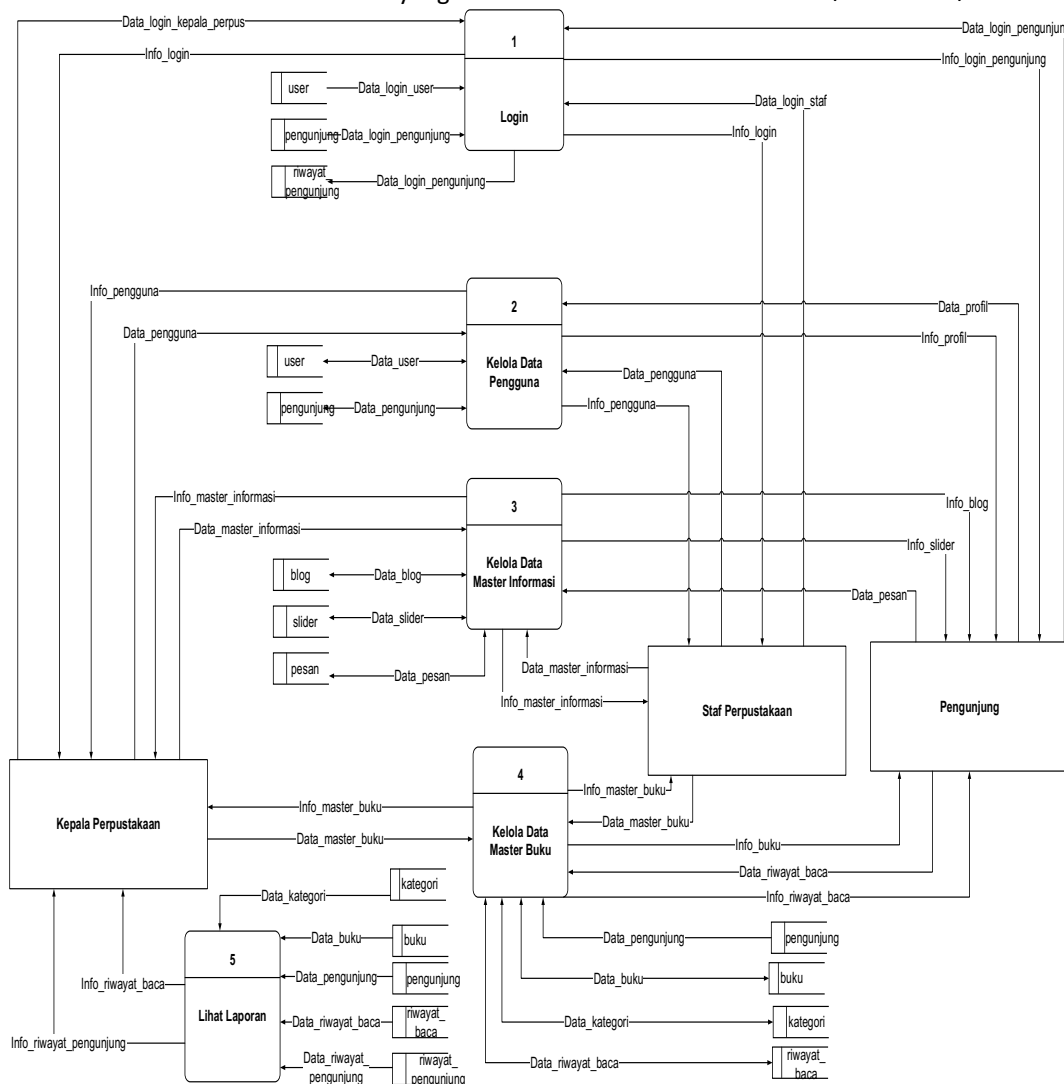 Data_login_kepala_perpus
Data_login_pengunjun
1
Info_login
Info_login_pengunjung
user
Data_login_user
Data_login_staf
Login
pengunjung
Data_login_pengunjung
Info_login
riwayat_
pengunjung
Data_login_pengunjung
Info_pengguna
2
Data_profil
Data_pengguna
Info_profil
user
Data_user
Kelola Data
Pengguna
Data_pengguna
pengunjung
Data_pengunjung
Info_pengguna
Info_master_informasi
3
Info_blog
Data_master_informasi
Info_slider
blog
Data_blog
Kelola Data
Master Informasi
Data_pesan
slider
Data_slider
pesan
Data_pesan
Data_master_informasi
Info_master_informasi
Staf Perpustakaan
Pengunjung
4
Info_master_buku
Kepala Perpustakaan
Info_master_buku
Data_master_buku
Data_master_buku
Kelola Data
Master Buku
Info_buku
Data_riwayat_baca
Info_riwayat_baca
Data_kategori
kategori
Data_buku
buku
Data_pengunjung
pengunjung
5
Data_pengunjung
pengunjung
Data_buku
buku
Info_riwayat_baca
Lihat Laporan
Data_riwayat_baca
riwayat_
baca
Data_kategori
kategori
Info_riwayat_pengunjung
Data_riwayat_
pengunjung
riwayat_
pengunjung
Data_riwayat_baca
riwayat_
baca